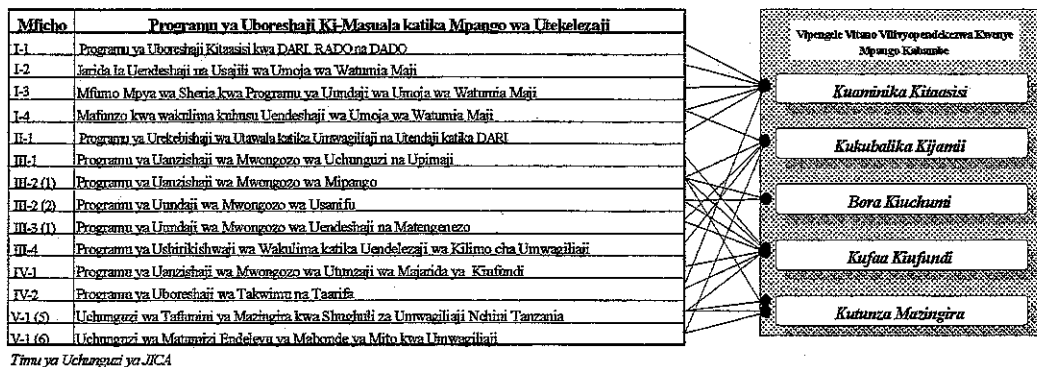 Mficho Programu ya Uboreshaji Ki-Masuala katika Mpango wa Utekelezaji
I-1 Programu ya Uboreshaji Kitaasisi kwa DARI, RADO na DADO
I-2 Jarida la Uendeshaji na Usajili wa Umoja wa Watumia Maji
I-3 Mfumo Mpya wa Sheria kwa Programu ya Uundaji wa Umoja wa Watumia Maji
I-4 Mafunzo kwa wakulima kuhusu Uendeshaji wa Umoja wa Watumia Maji
II-1 Programu ya Urekebishaji wa Utawala katika Umwagiliaji na Utendaji katika DARI
III-1 Programu ya Uanzishaji wa Mwongozo wa Uchunguzi na Upimaji
III-2 (1) Programu ya Uanzishaji wa Mwongozo wa Mipango
III-2 (2) Programu ya Uundaji wa Mwongozo wa Usanifu
III-3 (1) Programu ya Uundaji wa Mwongozo wa Uendeshaji na Matengenezo
III-4 Programu ya Ushirikishwaji wa Wakulima katika Uendelezaji wa Kilimo cha Umwagiliaji
IV-1 Programu ya Uanzishaji wa Mwongozo wa Utunzaji wa Majarida ya Kiufundi
IV-2 Programu ya Uboreshaji wa Takwimu na Taarifa
V-1 (5) Uchunguzi wa Tathmini ya Mazingira kwa Shughuli za Umwagiliaji Nchini Tanzania
V-1 (6) Uchunguzi wa Matumizi Endelevu ya Mabonde ya Mito kwa Umwagiliaji
Timu ya Uchunguzi ya JICA
Vipengele Vitano Vilivyopendekezwa Kwenye
Mpango Kabambe
Kuaminika Kitaasisi
Kukubalika Kijamii
Bora Kiuchumi
Kufaa Kiufundi
Kutunza Mazingira